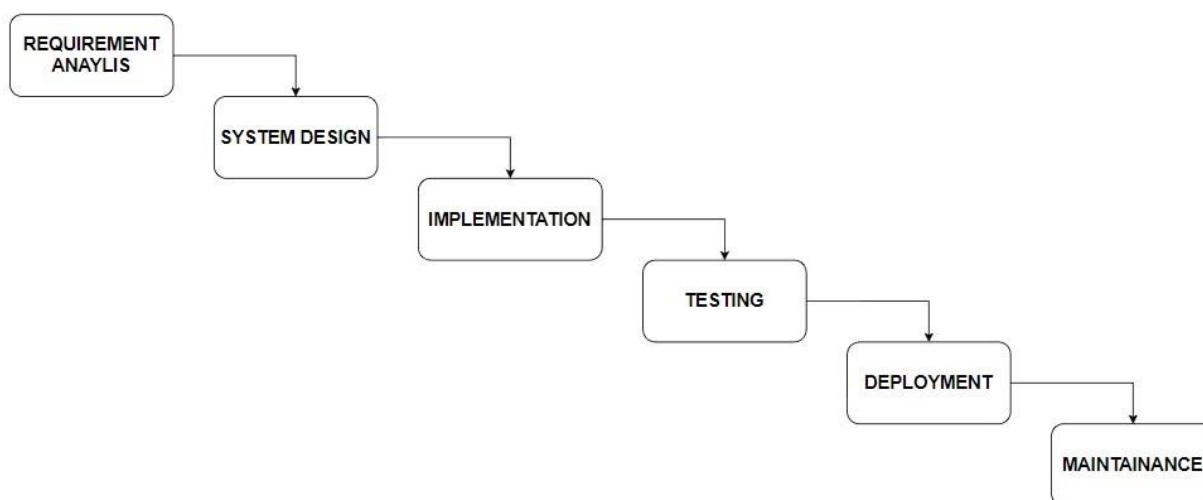 REQUIREMENT
ANAYLIS
SYSTEM DESIGN
IMPLEMENTATION
TESTING
DEPLOYMENT
MAINTAINANCE